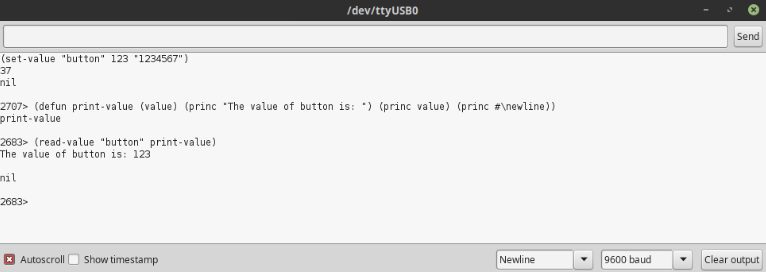 /dev/ttyUSB0
Send
(set-value "button" 123 "1234567")
37
nil
2707> (defun print-value (value) (princ "The value of button is: ") (princ value) (princ #\newline))
print-value
2683> (read-value "button" print-value)
The value of button is: 123
nil
2683>
Autoscroll Show timestamp Newline 9600 baud Clear output